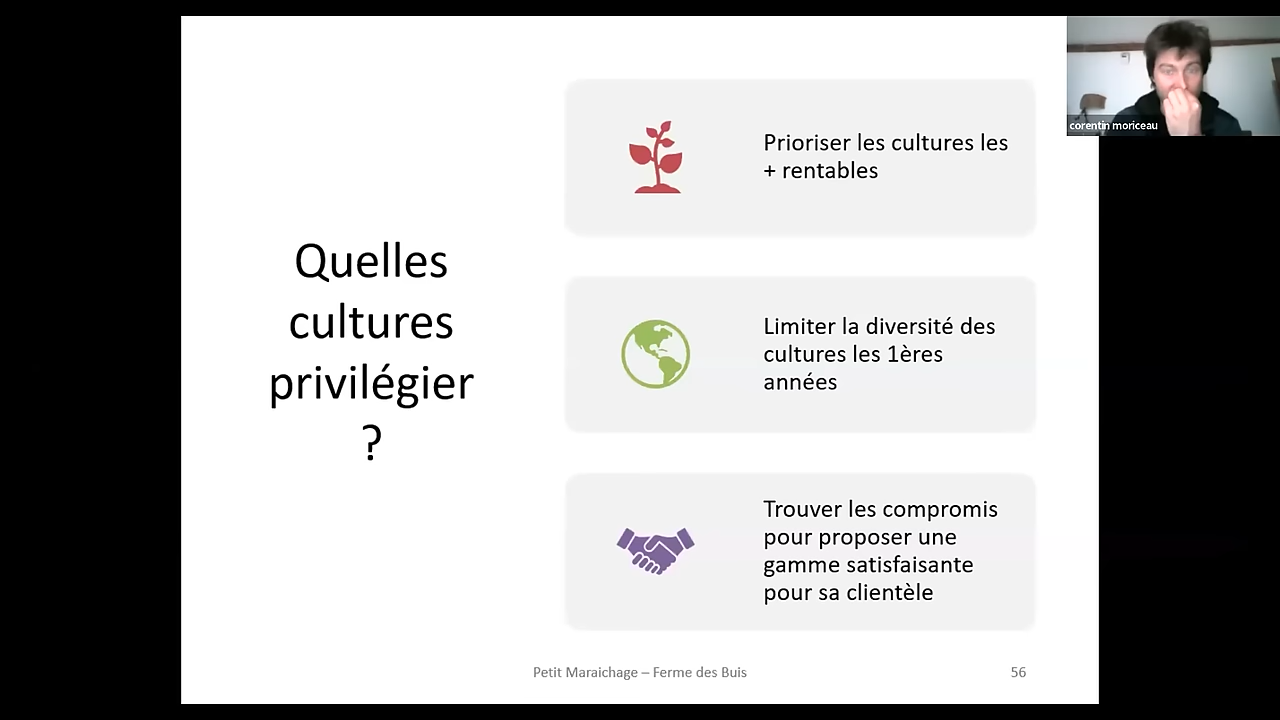 Quelles
cultures
privilégier
?
Prioriser les cultures les
+ rentables
Limiter la diversité des
cultures les 1ères
années
Trouver les compromis
pour proposer une
gamme satisfaisante
pour sa clientèle
Petit Maraichage – Ferme des Buis
56
corentin moriceau